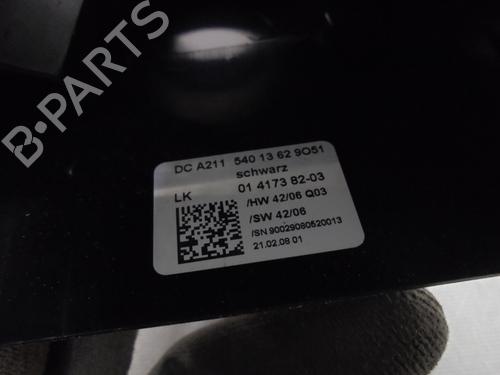 B-PARTS
DC A211 540 13 62 9O51
schwarz
LK 01 4173 82-03
/HW 42/06 Q03
/SW 42/06
/SN 90029080520013
21.02.08 01